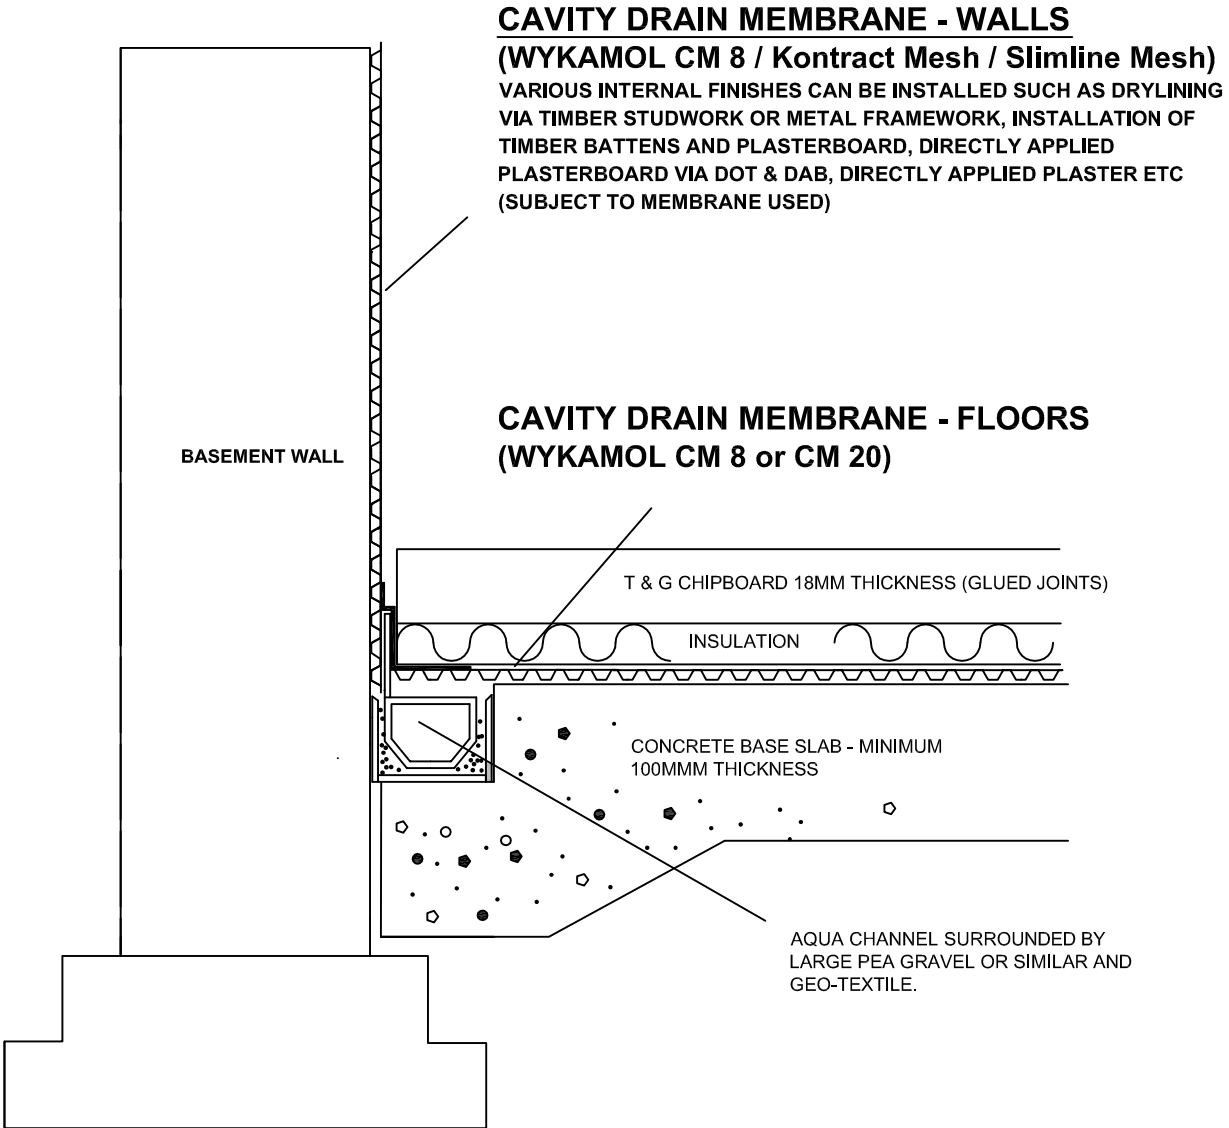 CAVITY DRAIN MEMBRANE - WALLS
(WYKAMOL CM 8 / Kontract Mesh / Slimline Mesh)
VARIOUS INTERNAL FINISHES CAN BE INSTALLED SUCH AS DRYLINING
VIA TIMBER STUDWORK OR METAL FRAMEWORK, INSTALLATION OF
TIMBER BATTENS AND PLASTERBOARD, DIRECTLY APPLIED
PLASTERBOARD VIA DOT & DAB, DIRECTLY APPLIED PLASTER ETC
(SUBJECT TO MEMBRANE USED)
CAVITY DRAIN MEMBRANE - FLOORS
(WYKAMOL CM 8 or CM 20)
BASEMENT WALL
T & G CHIPBOARD 18MM THICKNESS (GLUED JOINTS)
INSULATION
CONCRETE BASE SLAB - MINIMUM
100MMM THICKNESS
AQUA CHANNEL SURROUNDED BY
LARGE PEA GRAVEL OR SIMILAR AND
GEO-TEXTILE.